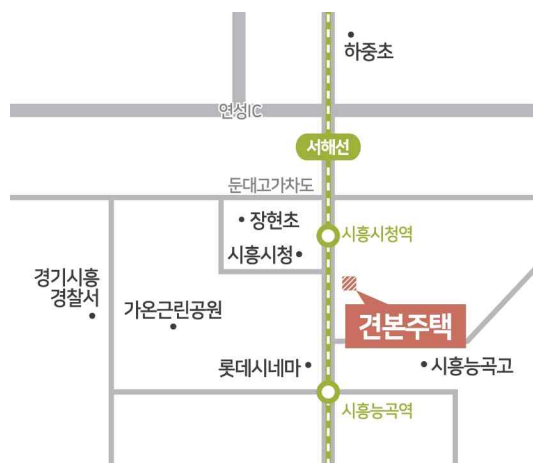 하중초
연성IC
서해선
둔대고가차도
장현초
시흥시청역
시흥시청
경기시흥
경찰서
가온근린공원
견본주택
롯데시네마
시흥능곡고
시흥능곡역